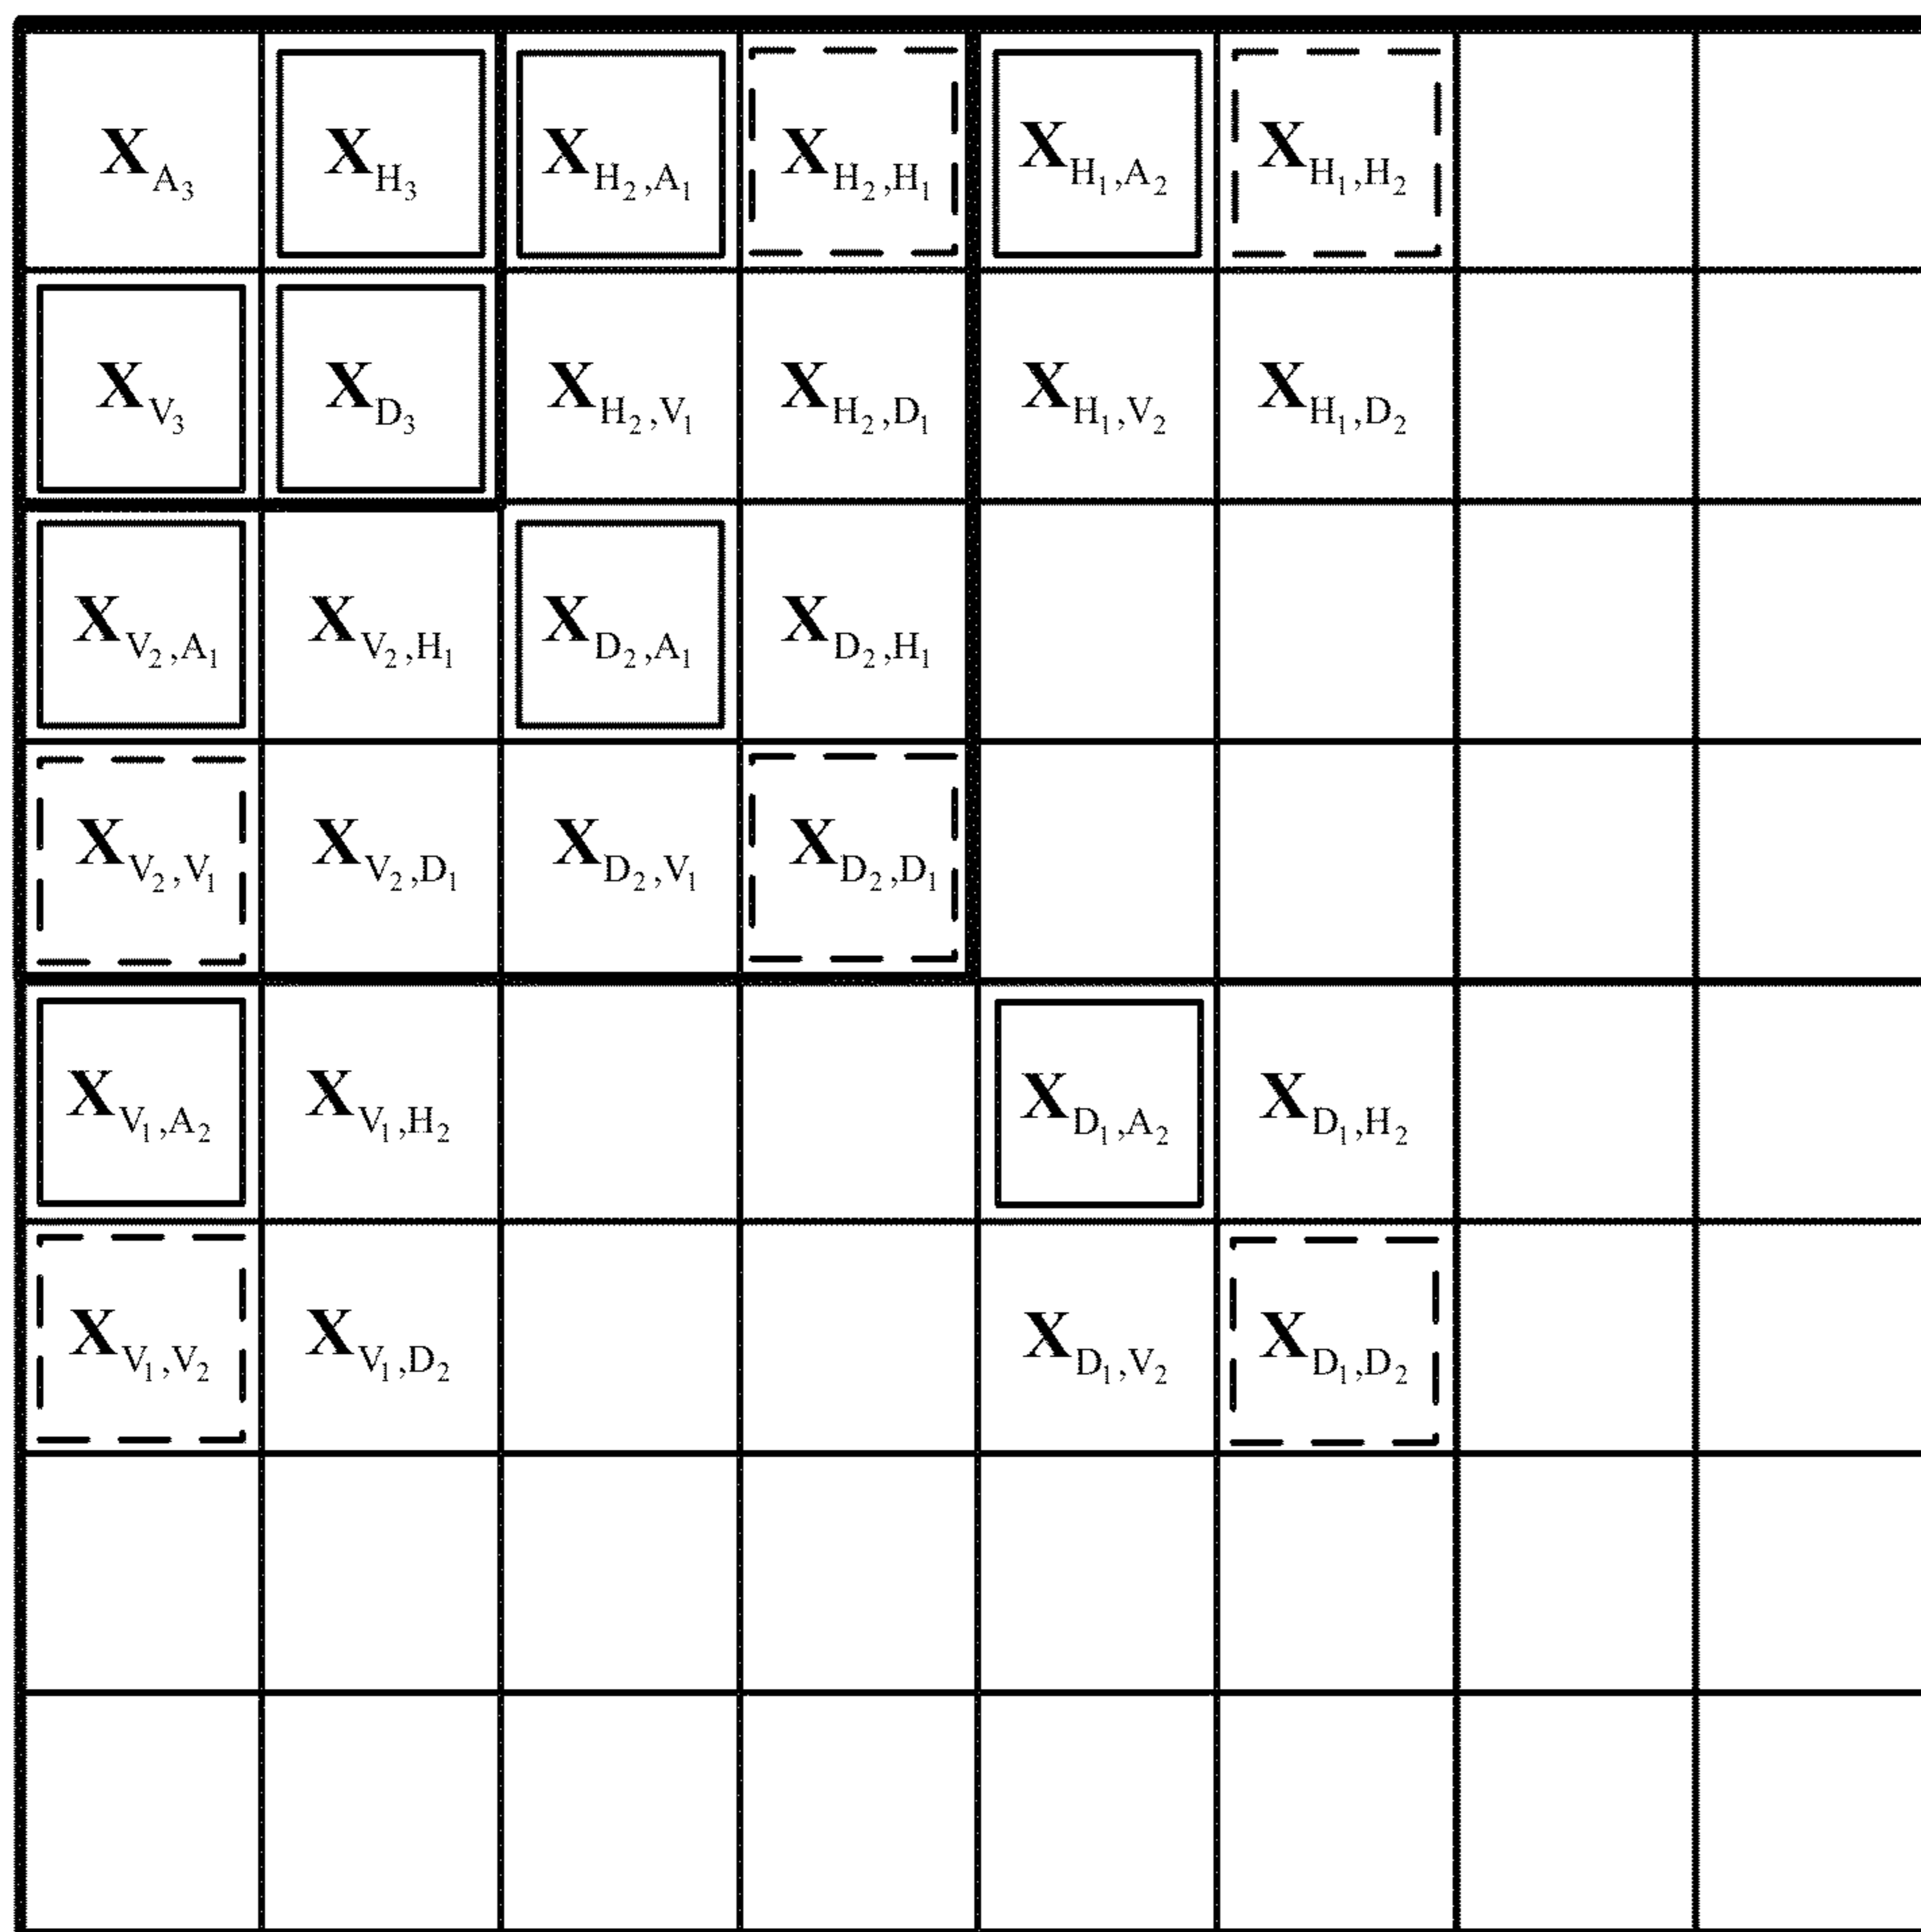 X_{A_3} X_{H_3} X_{H_2,A_1} X_{H_2,H_1} X_{H_1,A_2} X_{H_1,H_2}
X_{V_3} X_{D_3} X_{H_2,V_1} X_{H_2,D_1} X_{H_1,V_2} X_{H_1,D_2}
X_{V_2,A_1} X_{V_2,H_1} X_{D_2,A_1} X_{D_2,H_1}
X_{V_2,V_1} X_{V_2,D_1} X_{D_2,V_1} X_{D_2,D_1}
X_{V_1,A_2} X_{V_1,H_2} X_{D_1,A_2} X_{D_1,H_2}
X_{V_1,V_2} X_{V_1,D_2} X_{D_1,V_2} X_{D_1,D_2}